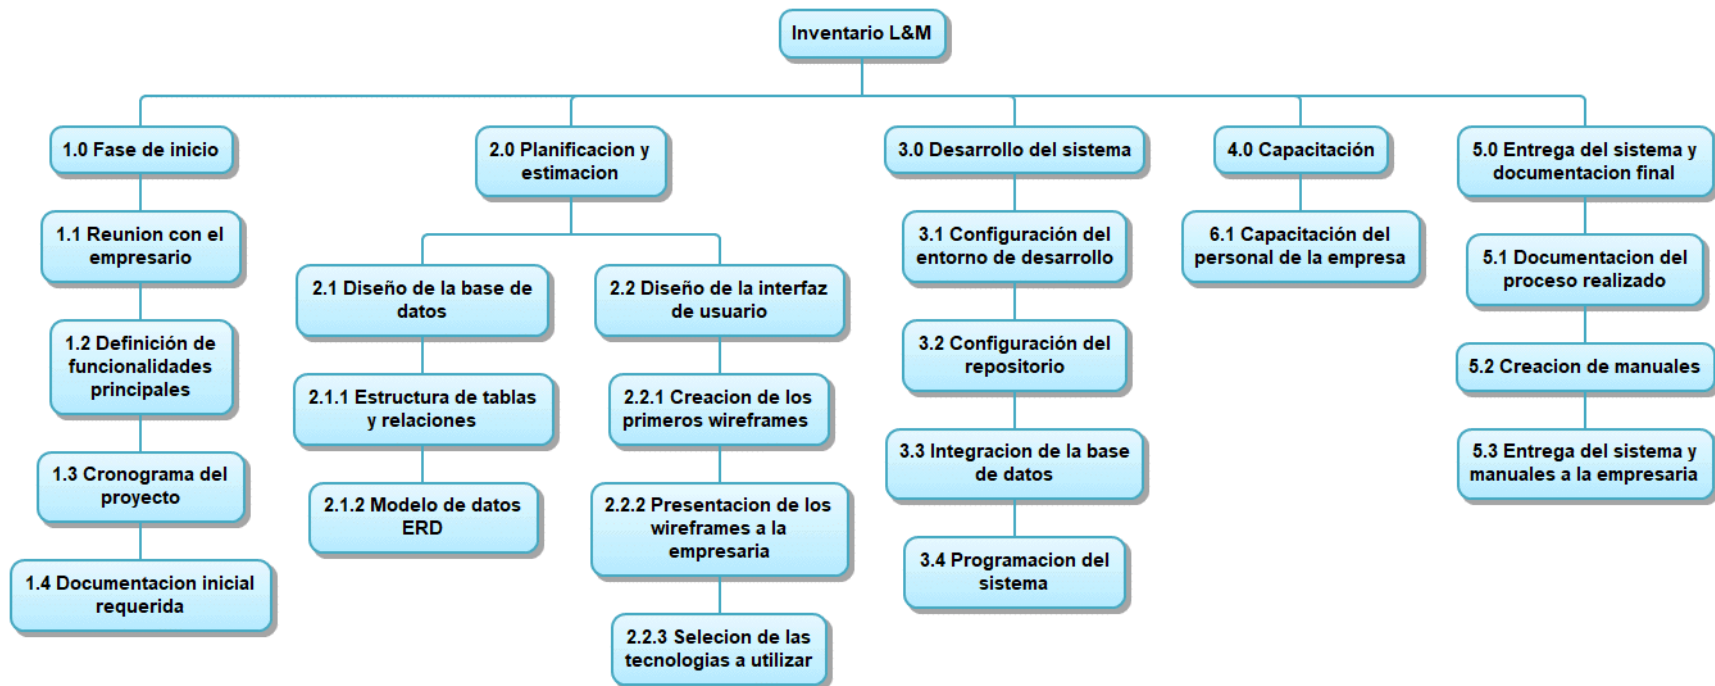 Inventario L&M
1.0 Fase de inicio
1.1 Reunion con el
empresario
1.2 Definición de
funcionalidades
principales
1.3 Cronograma del
proyecto
1.4 Documentacion inicial
requerida
2.0 Planificacion y
estimacion
2.1 Diseño de la base de
datos
2.1.1 Estructura de tablas
y relaciones
2.1.2 Modelo de datos
ERD
2.2 Diseño de la interfaz
de usuario
2.2.1 Creacion de los
primeros wireframes
2.2.2 Presentacion de los
wireframes a la
empresaria
2.2.3 Selecion de las
tecnologias a utilizar
3.0 Desarrollo del sistema
3.1 Configuración del
entorno de desarrollo
3.2 Configuración del
repositorio
3.3 Integracion de la base
de datos
3.4 Programacion del
sistema
4.0 Capacitación
6.1 Capacitación del
personal de la empresa
5.0 Entrega del sistema y
documentacion final
5.1 Documentacion del
proceso realizado
5.2 Creacion de manuales
5.3 Entrega del sistema y
manuales a la empresaria